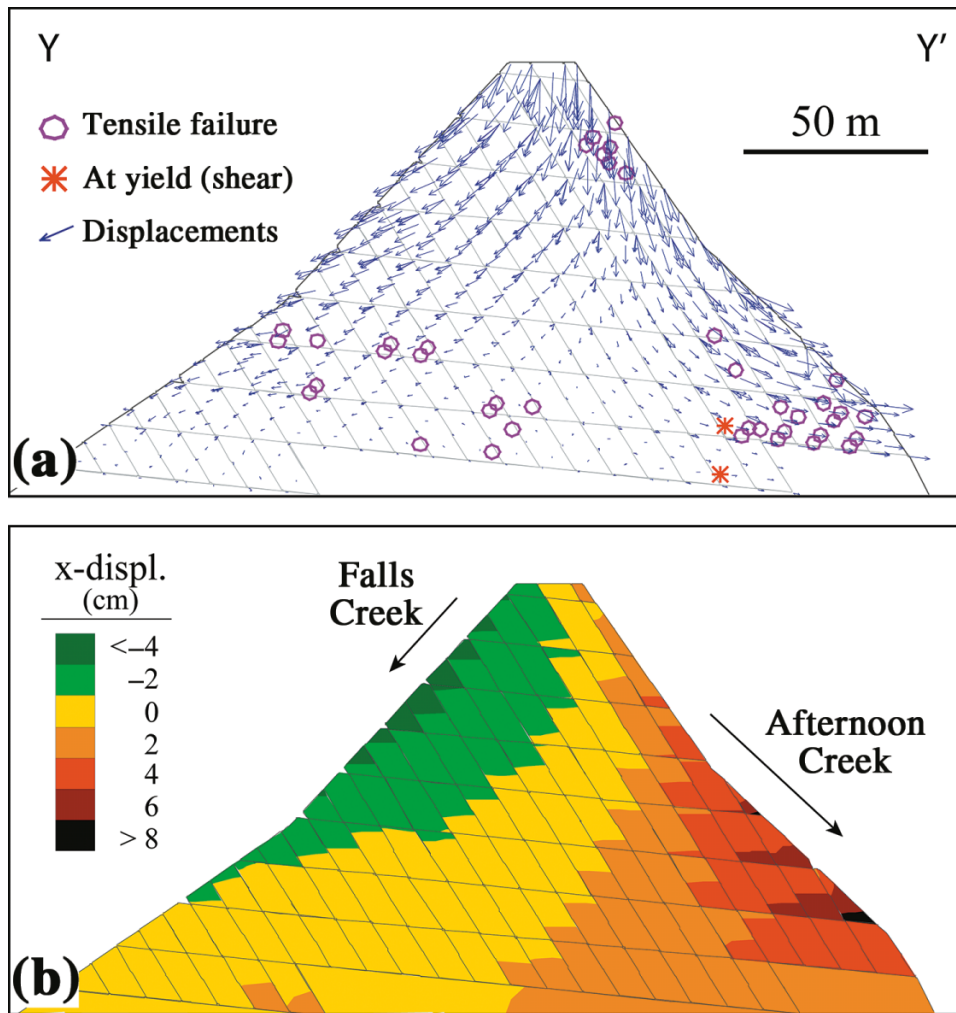 Y Y’
Tensile failure
At yield (shear)
Displacements
50 m
(a)
x-displ.
(cm)
<–4
–2
0
2
4
6
> 8
Falls
Creek
Afternoon
Creek
(b)